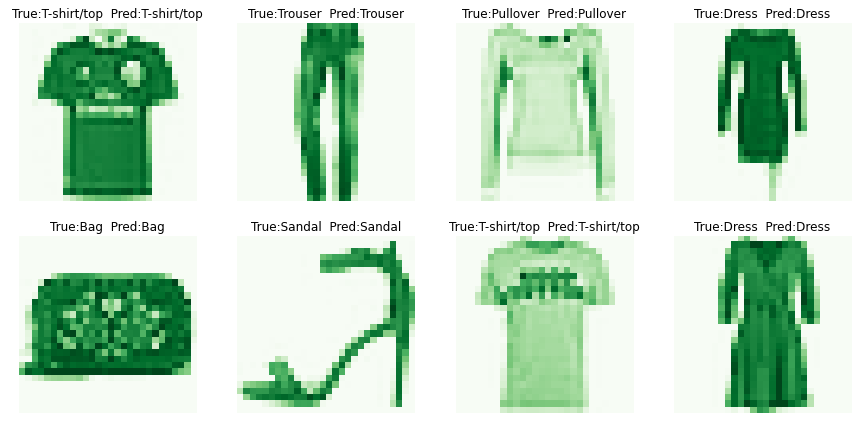 True:T-shirt/top  Pred:T-shirt/top
True:Trouser  Pred:Trouser
True:Pullover  Pred:Pullover
True:Dress  Pred:Dress
True:Bag  Pred:Bag
True:Sandal  Pred:Sandal
True:T-shirt/top  Pred:T-shirt/top
True:Dress  Pred:Dress